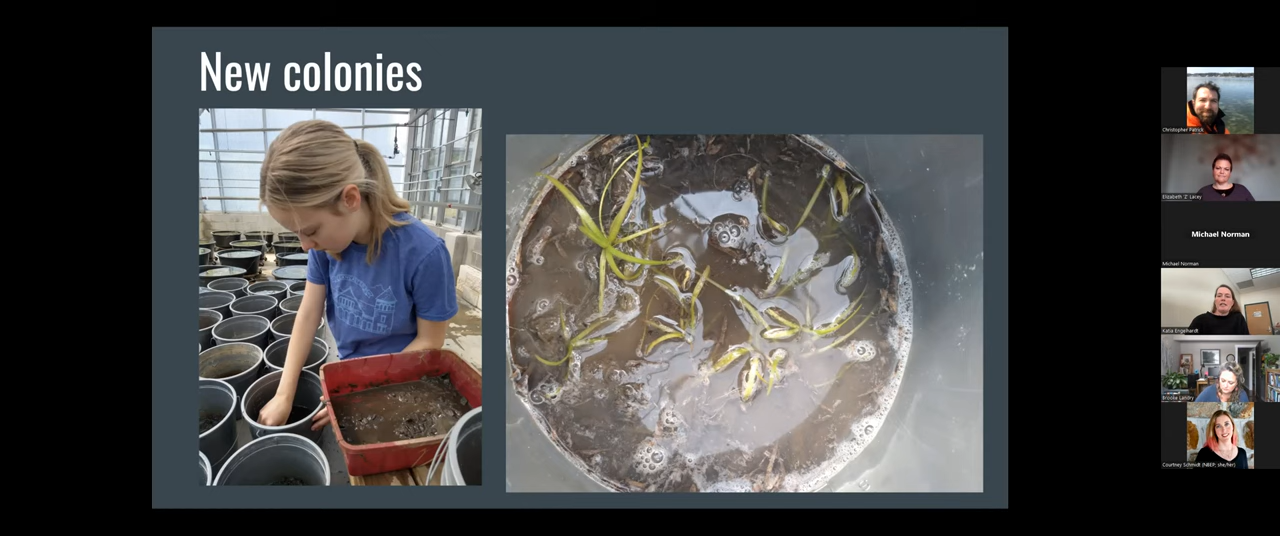 New colonies
Christopher Patrick
Elizabeth 'Z' Lacey
Michael Norman
Michael Norman
Katia Engelhardt
Brooke Landry
Courtney Schmidt (NBEP; she/her)